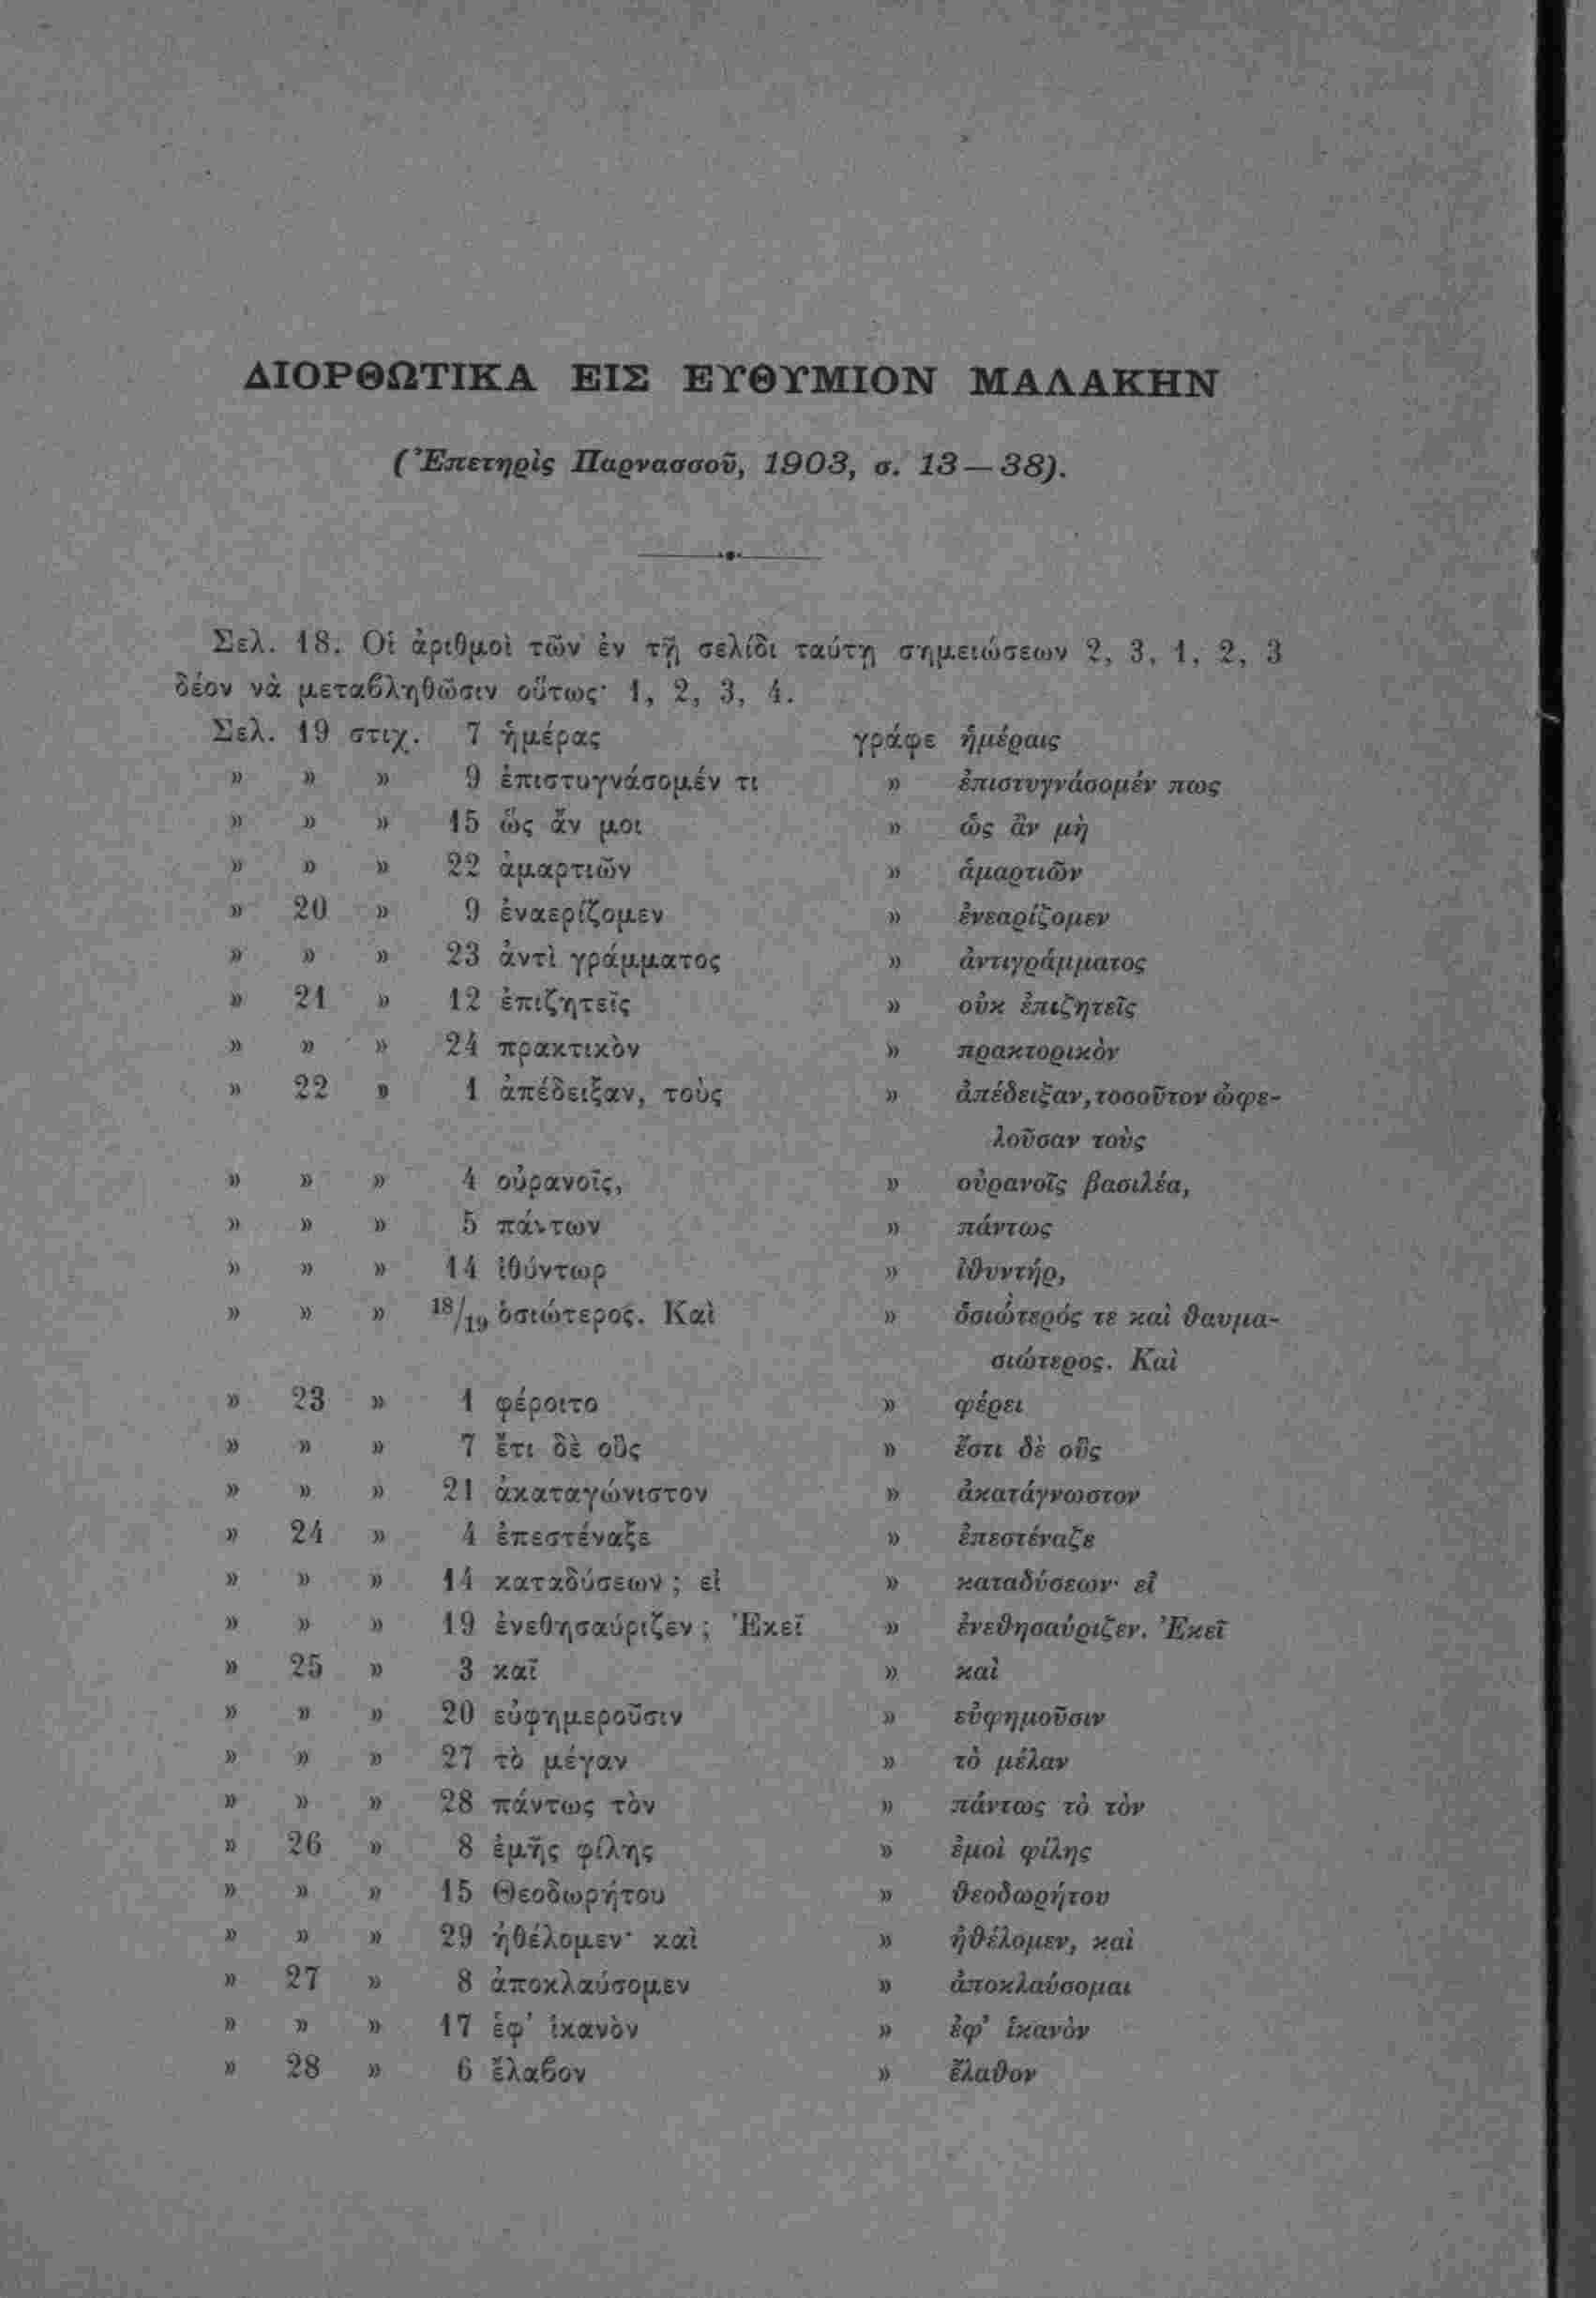 ΔΙΟΡΘΩΤΙΚΑ ΕΙΣ ΕΥΘΥΜΙΟΝ ΜΑΛΑΚΗΝ
(Ἐπετηρὶς Παρνασσοῦ, 1903, σ. 13—38).
Σελ. 18. Οἱ ἀριθμοὶ τῶν ἐν τῇ σελίδι ταύτῃ σημειώσεων 2, 3, 1, 2, 3
δέον νὰ μεταβληθῶσιν οὕτως· 1, 2, 3, 4.
Σελ. 19 στιχ. 7 ἡμέρας γράφε ἡμέραις
» » » 9 ἐπιστυγνάσομέν τι » ἐπιστυγνάσομέν πως
» » » 15 ὥς ἄν μοι » ὡς ἂν μὴ
» » » 22 ἀμαρτιῶν » ἁμαρτιῶν
» 20 » 9 ἐναερίζομεν » ἐνεαρίζομεν
» » » 23 ἀντὶ γράμματος » ἀντιγράμματος
» 21 » 12 ἐπιζητεῖς » οὐκ ἐπιζητεῖς
» » » 24 πρακτικὸν » πρακτορικὸν
» 22 » 1 ἀπέδειξαν, τοὺς » ἀπέδειξαν, τοσοῦτον ὠφε-
λοῦσαν τοὺς
» » » 4 οὐρανοῖς, » οὐρανοῖς βασιλέα,
» » » 5 πάντων » πάντως
» » » 14 ἰθύντωρ » ἰθυντήρ,
» » » 18/19 ὁσιώτερος. Καὶ » ὁσιώτερός τε καὶ θαυμα-
σιώτερος. Καὶ
» 23 » 1 φέροιτο » φέρει
» » » 7 ἔτι δὲ οὓς » ἔστι δὲ οὓς
» » » 21 ἀκαταγώνιστον » ἀκατάγνωστον
» 24 » 4 ἐπεστέναξε » ἐπεστέναζε
» » » 14 καταδύσεων; εἰ » καταδύσεων· εἶ
» » » 19 ἐνεθησαύριζεν; Ἐκεῖ » ἐνεθησαύριζεν. Ἐκεῖ
» 25 » 3 καῖ » καὶ
» » » 20 εὐφημεροῦσιν » εὐφημοῦσιν
» » » 27 τὸ μέγαν » τὸ μέλαν
» » » 28 πάντως τὸν » πάντως τὸ τὸν
» 26 » 8 ἐμῆς φίλης » ἐμοὶ φίλης
» » » 15 Θεοδωρήτου » θεοδωρήτου
» » » 29 ἠθέλομεν· καὶ » ἠθέλομεν, καὶ
» 27 » 8 ἀποκλαύσομεν » ἀποκλαύσομαι
» » » 17 ἑφ' ἱκανὸν » ἐφ' ἱκανὸν
» 28 » 6 ἔλαβον » ἔλαθον